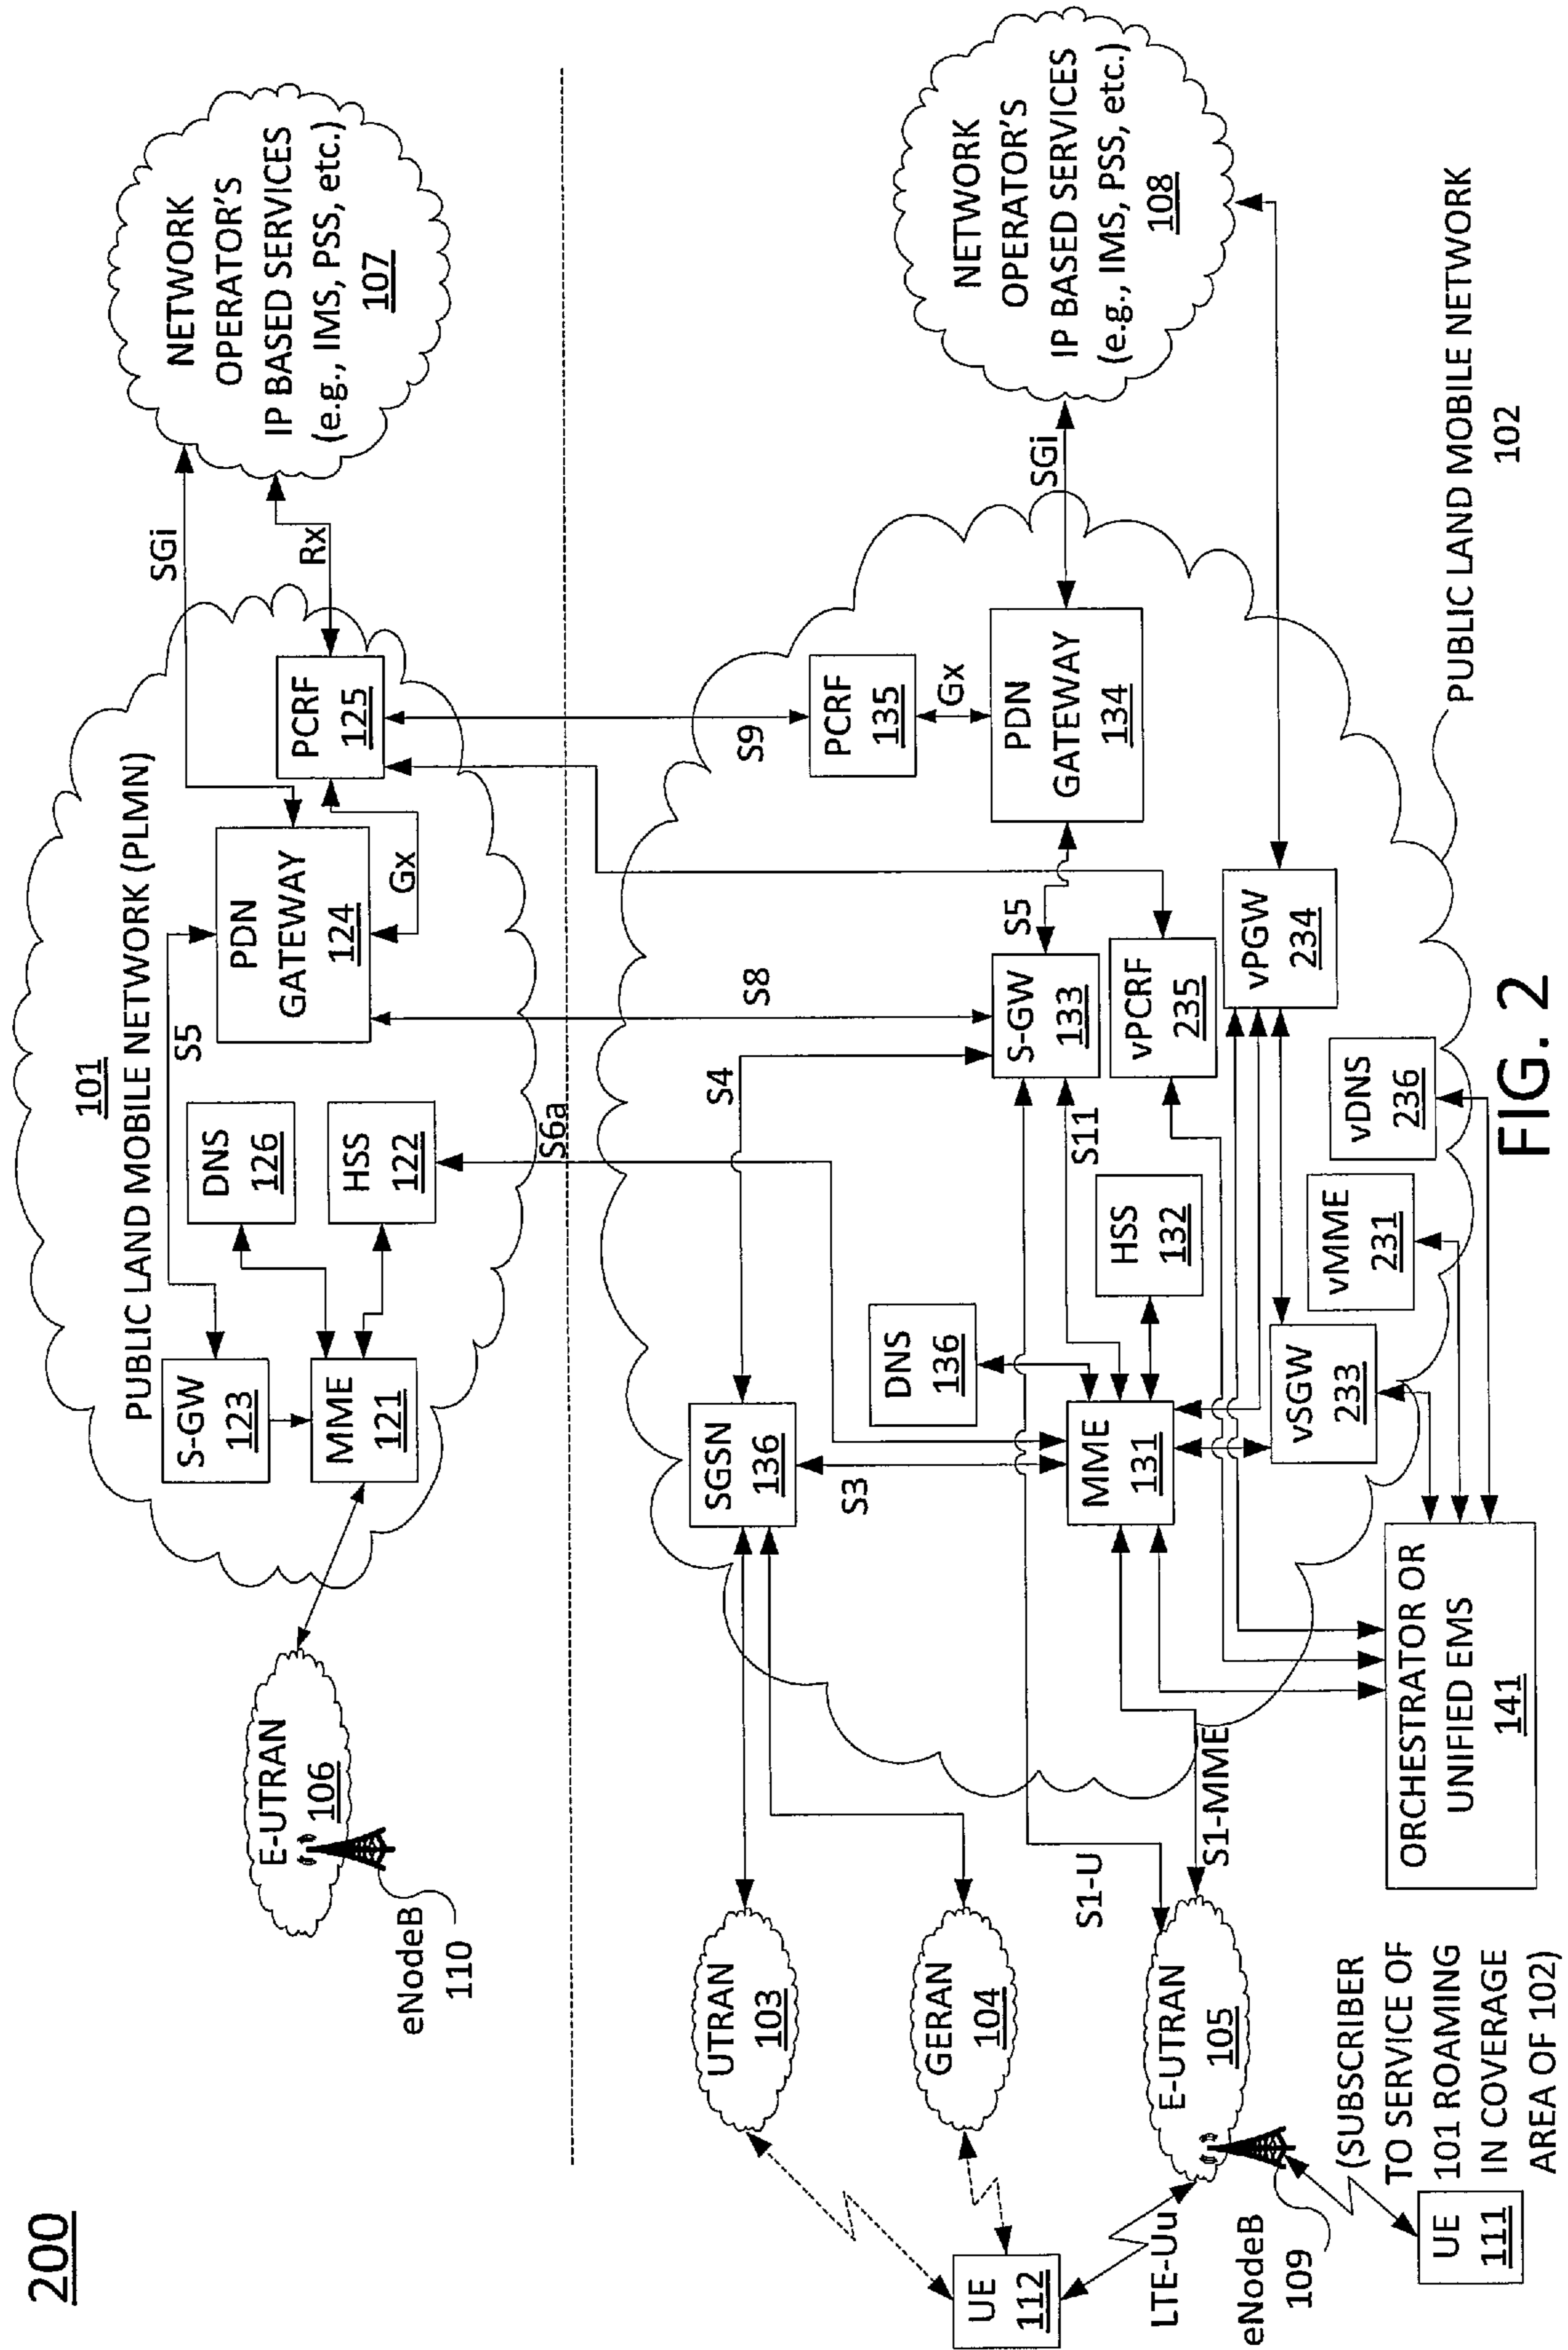 200
101
PUBLIC LAND MOBILE NETWORK (PLMN)
E-UTRAN
106
eNodeB
110
S-GW
123
MME
121
DNS
126
HSS
122
S5
PDN
GATEWAY
124
Gx
PCRF
125
SGi
Rx
NETWORK
OPERATOR'S
IP BASED SERVICES
(e.g., IMS, PSS, etc.)
107
S6a
S8
S9
UE
112
UTRAN
103
GERAN
104
E-UTRAN
105
LTE-Uu
eNodeB
109
UE
111
(SUBSCRIBER
TO SERVICE OF
101 ROAMING
IN COVERAGE
AREA OF 102)
S1-U
S1-MME
SGSN
136
S3
S4
DNS
136
MME
131
HSS
132
S11
S-GW
133
S5
PCRF
135
Gx
PDN
GATEWAY
134
SGi
NETWORK
OPERATOR'S
IP BASED SERVICES
(e.g., IMS, PSS, etc.)
108
vPCRF
235
vPGW
234
vSGW
233
vMME
231
vDNS
236
ORCHESTRATOR OR
UNIFIED EMS
141
PUBLIC LAND MOBILE NETWORK
102
FIG. 2